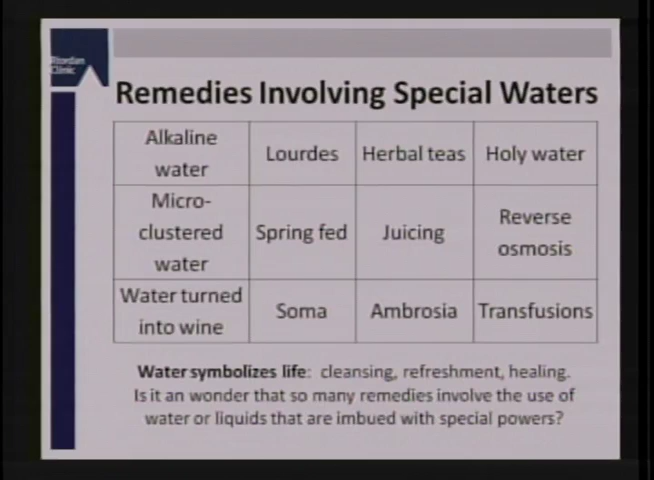 Riordan
Clinic
Remedies Involving Special Waters
Alkaline
water
Lourdes
Herbal teas
Holy water
Micro-
clustered
water
Spring fed
Juicing
Reverse
osmosis
Water turned
into wine
Soma
Ambrosia
Transfusions
Water symbolizes life: cleansing, refreshment, healing.
Is it an wonder that so many remedies involve the use of
water or liquids that are imbued with special powers?